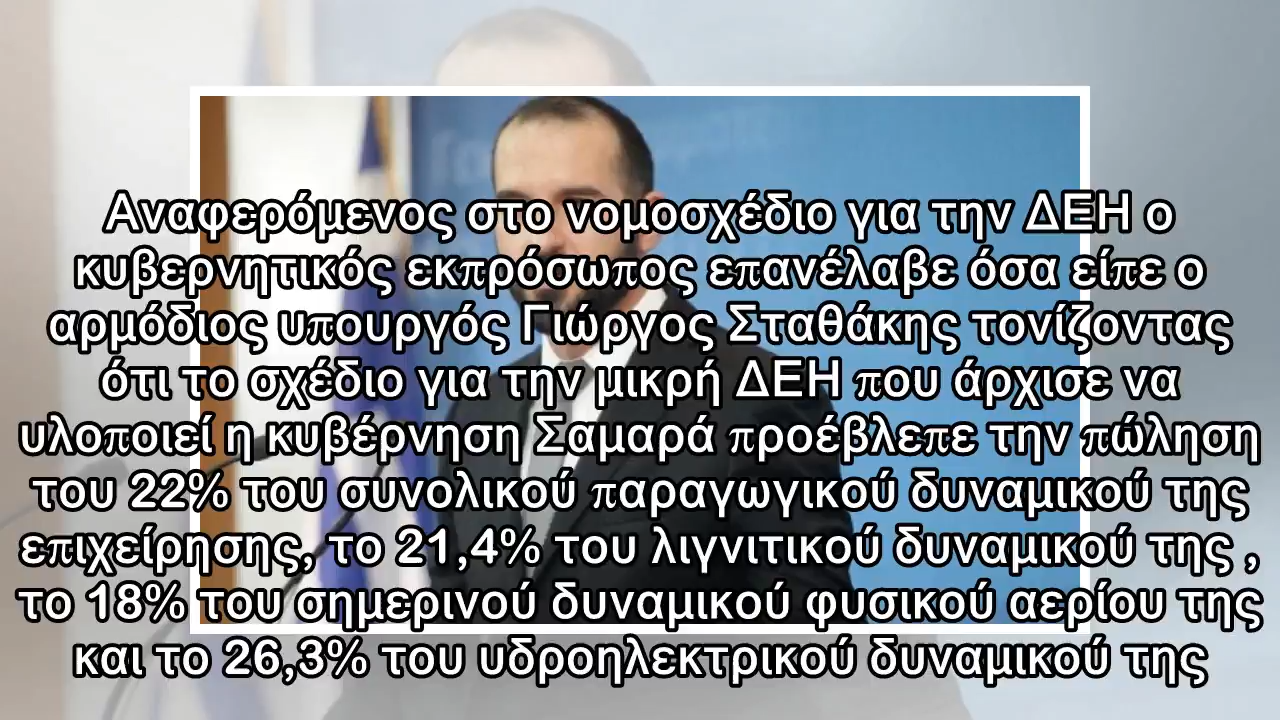 Αναφερόμενος στο νομοσχέδιο για την ΔΕΗ ο
κυβερνητικός εκπρόσωπος επανέλαβε όσα είπε ο
αρμόδιος υπουργός Γιώργος Σταθάκης τονίζοντας
ότι το σχέδιο για την μικρή ΔΕΗ που άρχισε να
υλοποιεί η κυβέρνηση Σαμαρά προέβλεπε την πώληση
του 22% του συνολικού παραγωγικού δυναμικού της
επιχείρησης, το 21,4% του λιγνιτικού δυναμικού της ,
το 18% του σημερινού δυναμικού φυσικού αερίου της
και το 26,3% του υδροηλεκτρικού δυναμικού της